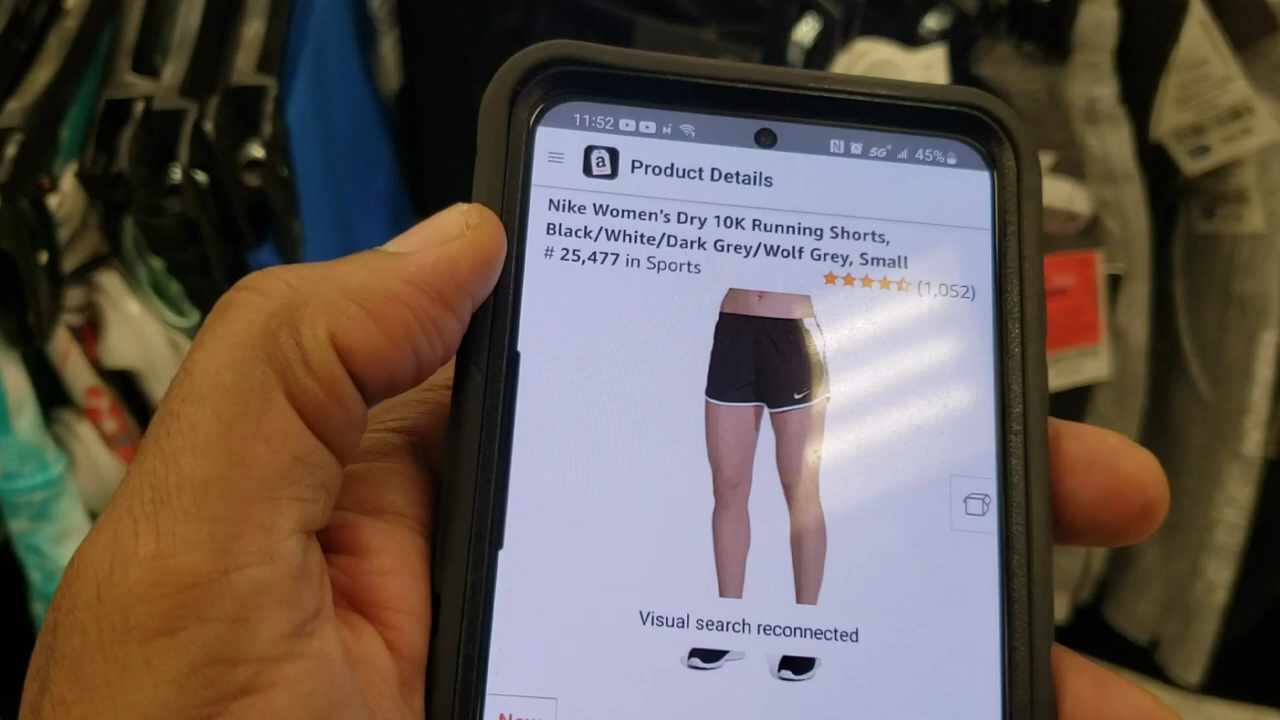 11:52
5G 45%
a
Product Details
Nike Women's Dry 10K Running Shorts,
Black/White/Dark Grey/Wolf Grey, Small
# 25,477 in Sports
(1,052)
Visual search reconnected